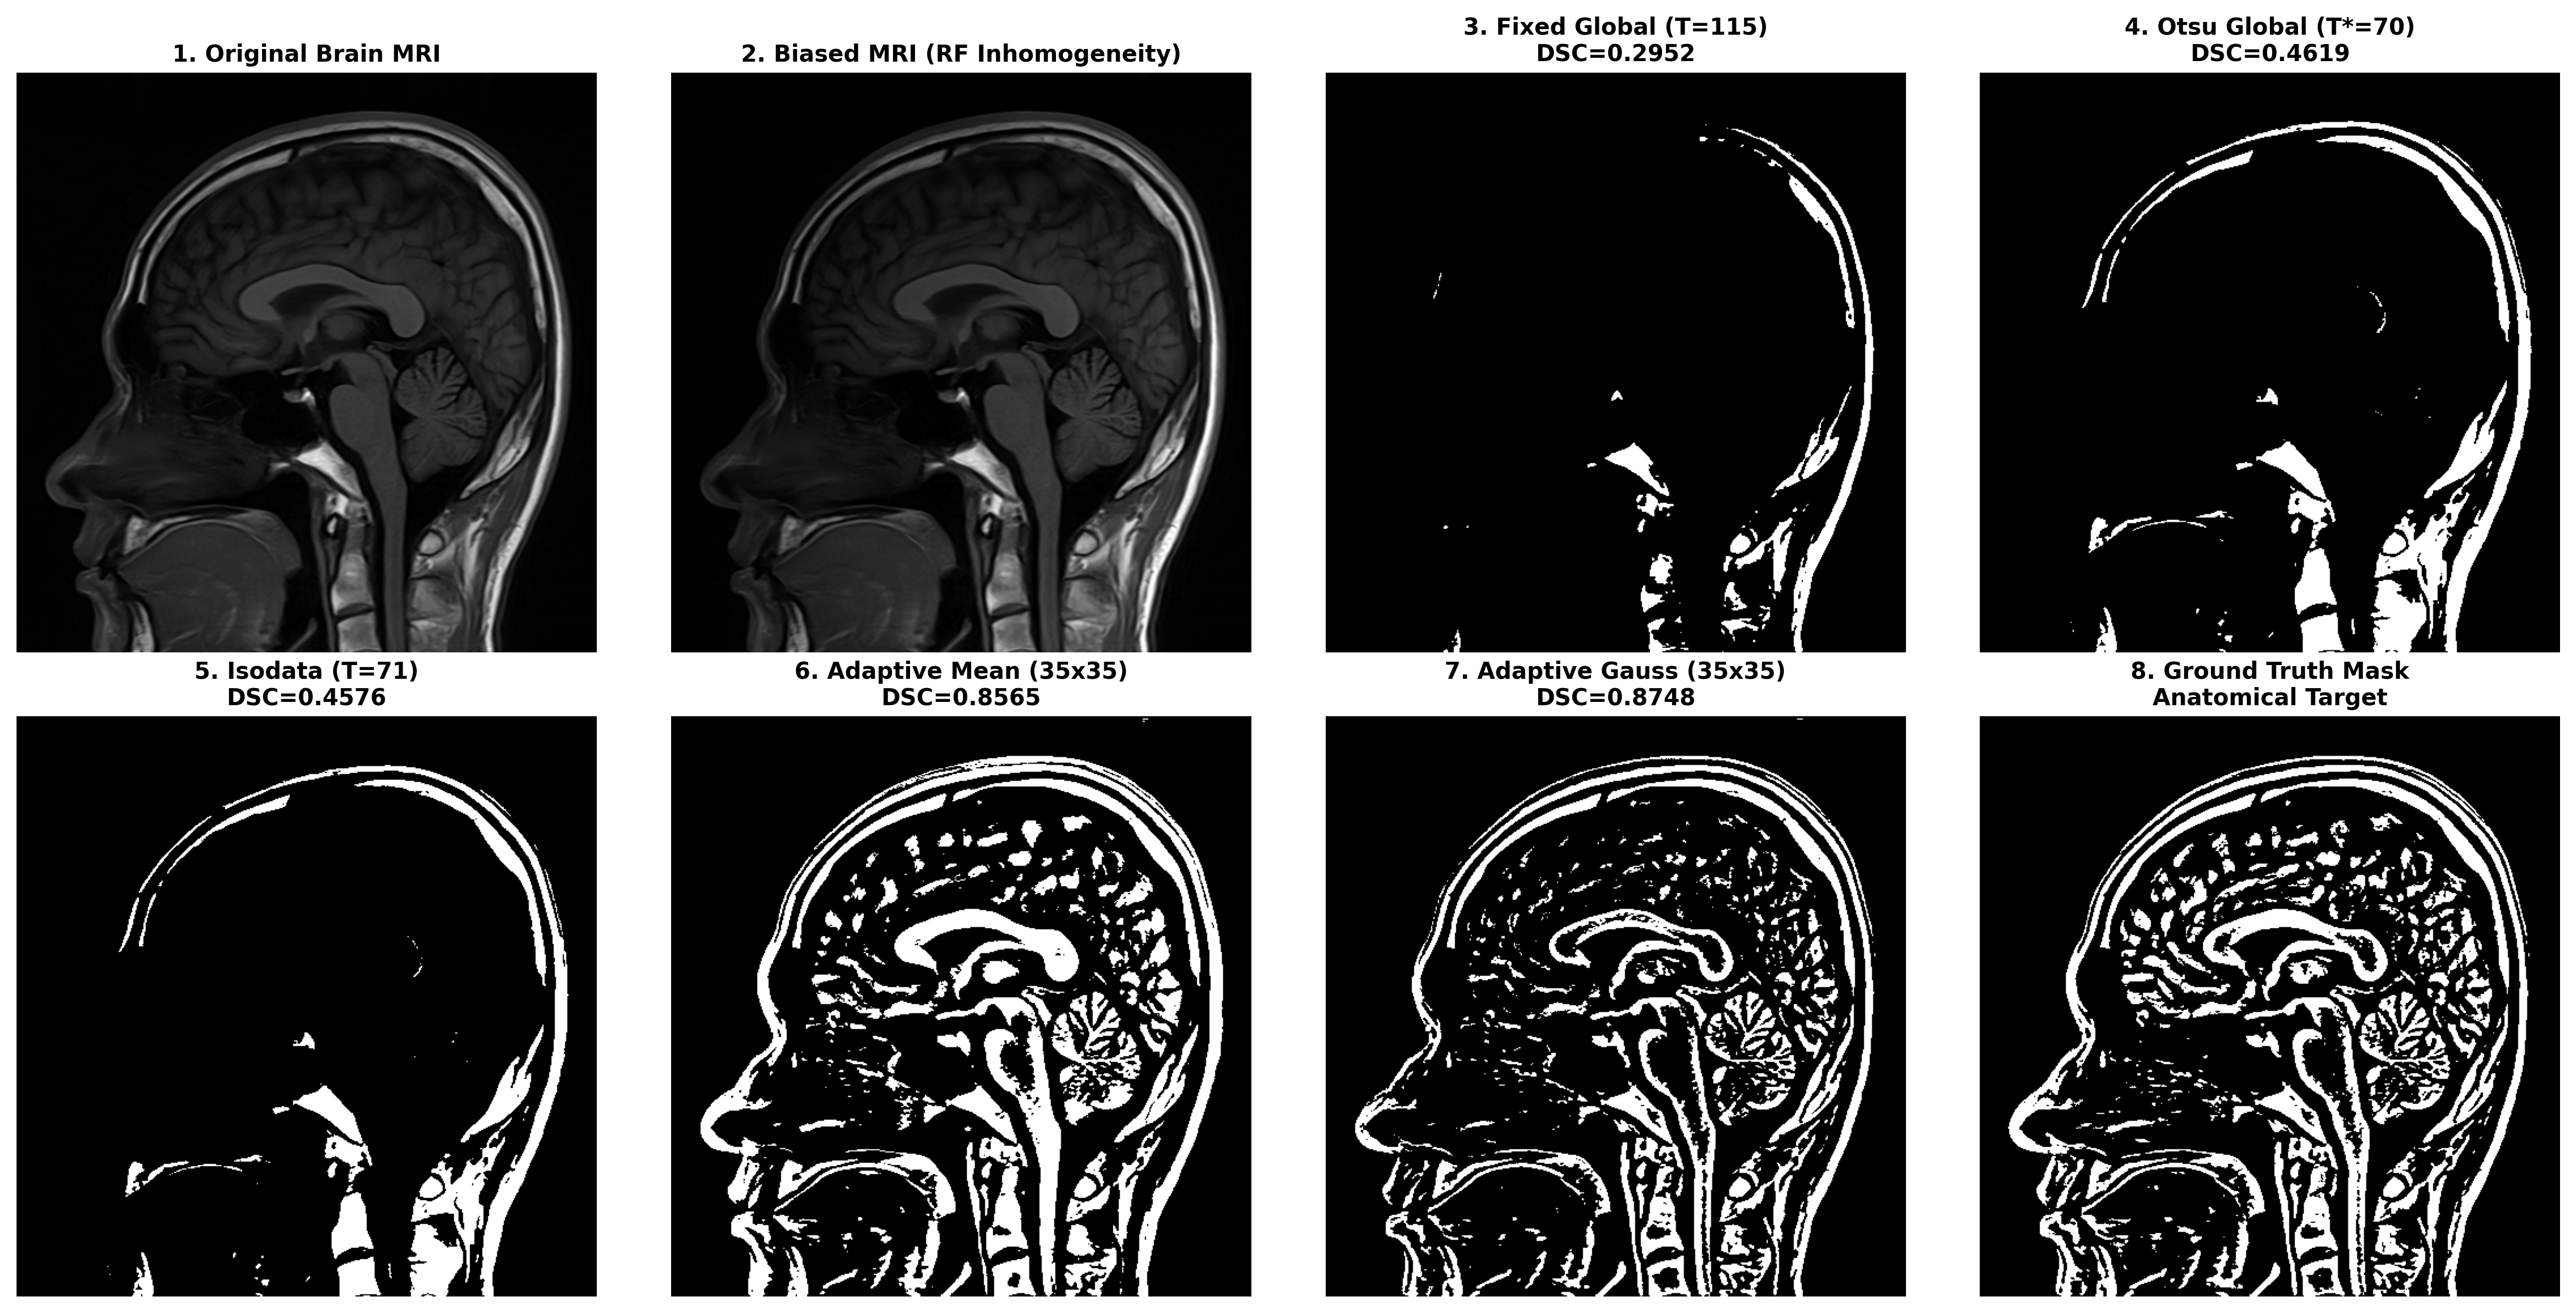 1. Original Brain MRI
2. Biased MRI (RF Inhomogeneity)
3. Fixed Global (T=115)
DSC=0.2952
4. Otsu Global (T*=70)
DSC=0.4619
5. Isodata (T=71)
DSC=0.4576
6. Adaptive Mean (35x35)
DSC=0.8565
7. Adaptive Gauss (35x35)
DSC=0.8748
8. Ground Truth Mask
Anatomical Target